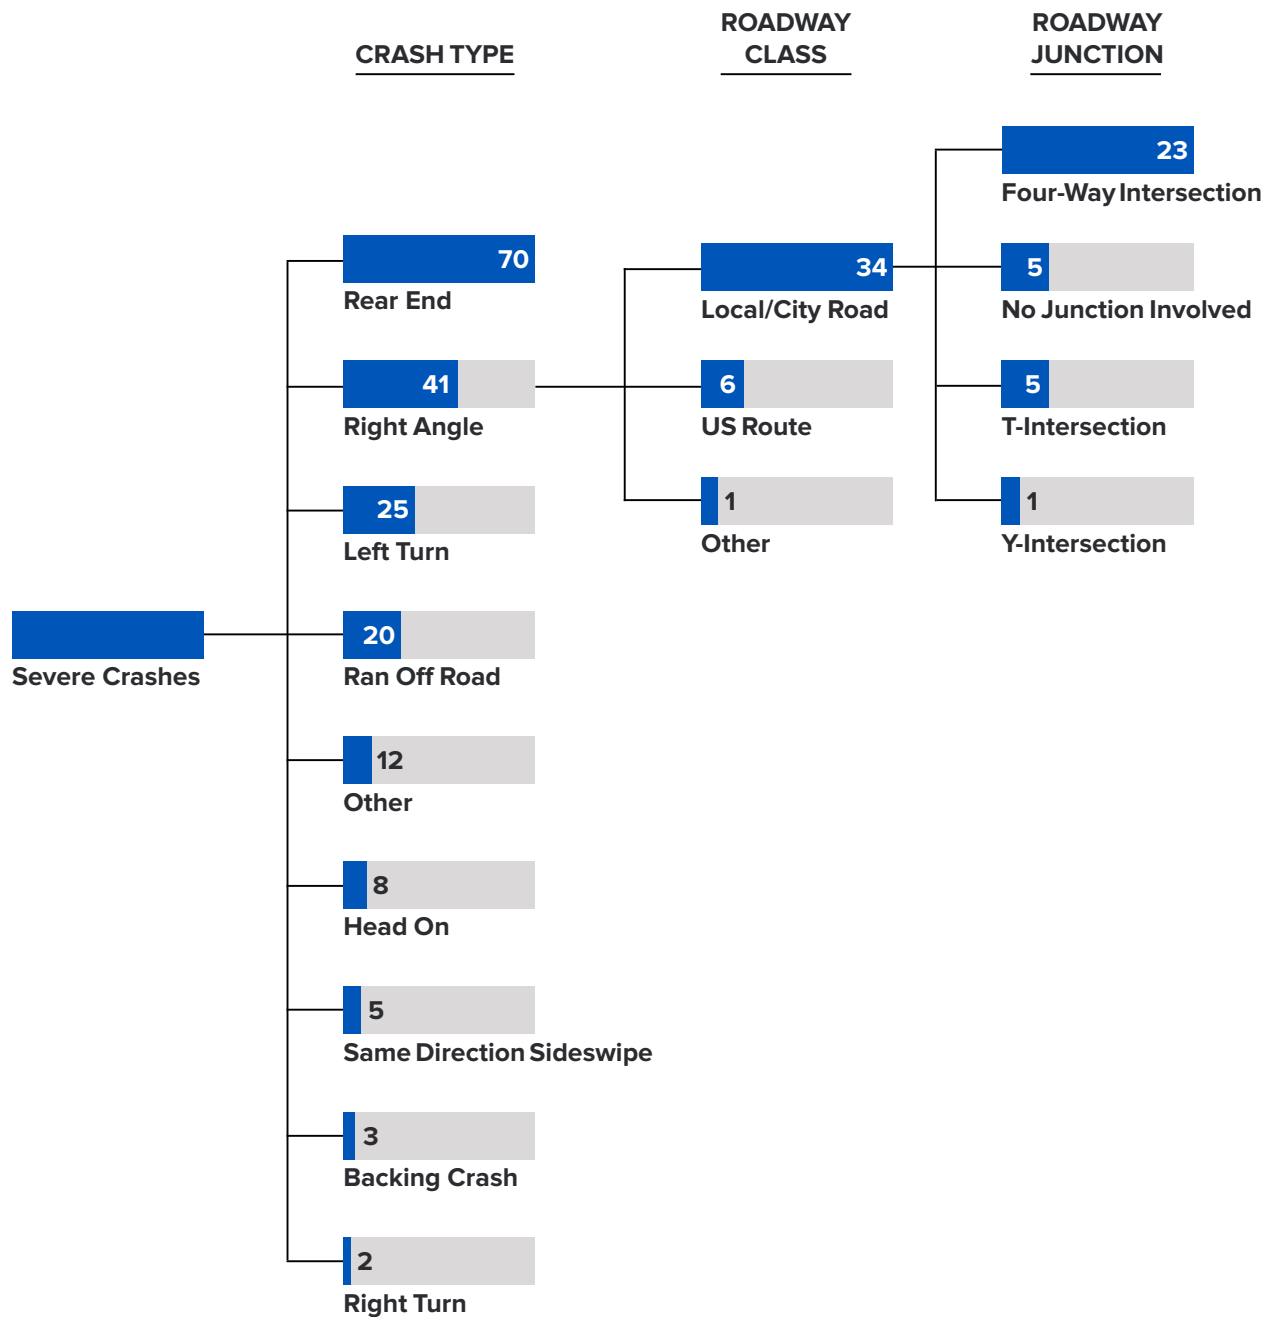 CRASH TYPE
ROADWAY
CLASS
ROADWAY
JUNCTION
Severe Crashes
70
Rear End
41
Right Angle
25
Left Turn
20
Ran Off Road
12
Other
8
Head On
5
Same Direction Sideswipe
3
Backing Crash
2
Right Turn
34
Local/City Road
6
US Route
1
Other
23
Four-Way Intersection
5
No Junction Involved
5
T-Intersection
1
Y-Intersection